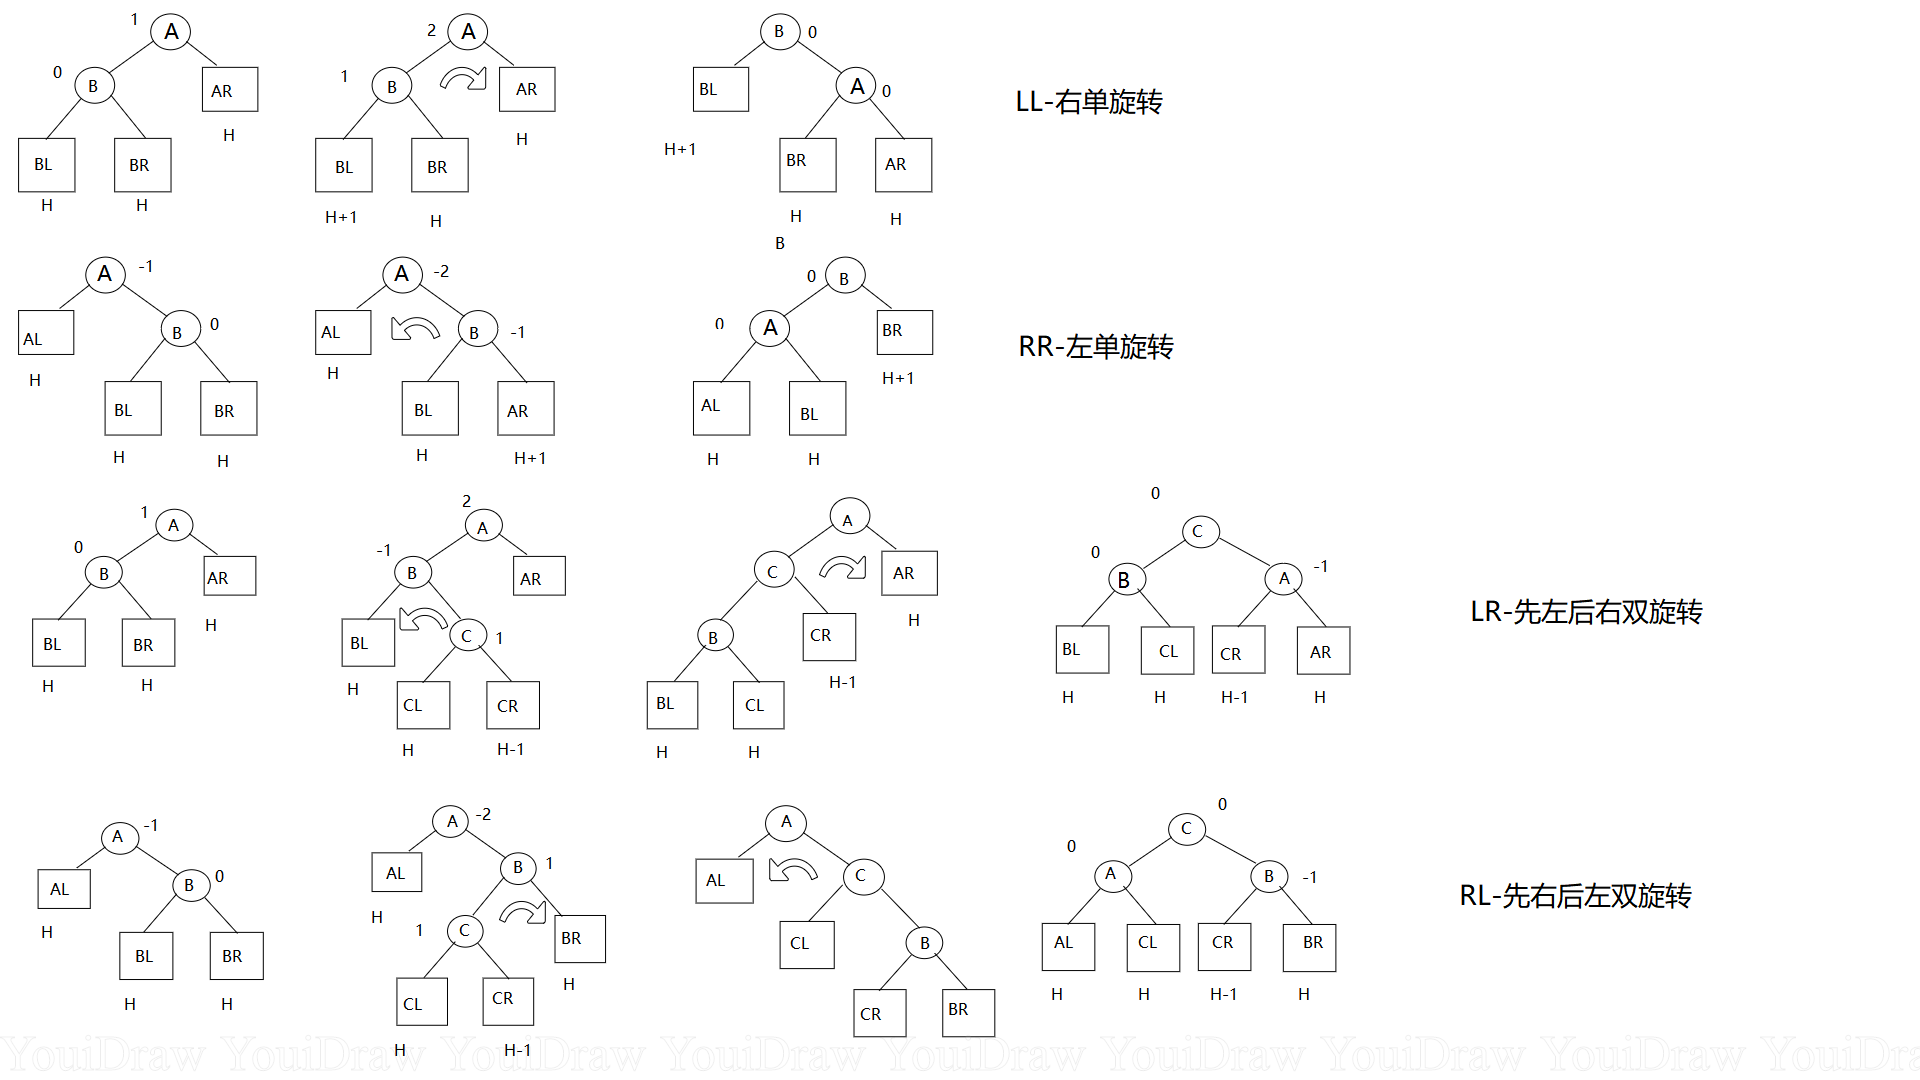 1 A
0 B AR
H
BL BR
H H
2 A
1 B AR
H
BL BR
H+1 H
B 0
BL A 0
H+1
BR AR
H H
LL-右单旋转
B
A -1
AL B 0
H
BL BR
H H
A -2
AL B -1
H
BL AR
H H+1
0 B
0 A BR
H+1
AL BL
H H
RR-左单旋转
1 A
0 B AR
H
BL BR
H H
2 A
-1 B AR
BL C 1
H
CL CR
H H-1
A
C AR
H
B CR
H-1
BL CL
H H
0
C
0 B A -1
BL CL CR AR
H H H-1 H
LR-先左后右双旋转
A -1
AL B 0
H
BL BR
H H
A -2
AL B 1
H
1 C BR
H
CL CR
H H-1
A
AL C
CL B
CR BR
0
C
0 A B -1
AL CL CR BR
H H H-1 H
RL-先右后左双旋转
YouiDraw YouiDraw YouiDraw YouiDraw YouiDraw YouiDraw YouiDraw YouiDraw YouiDraw